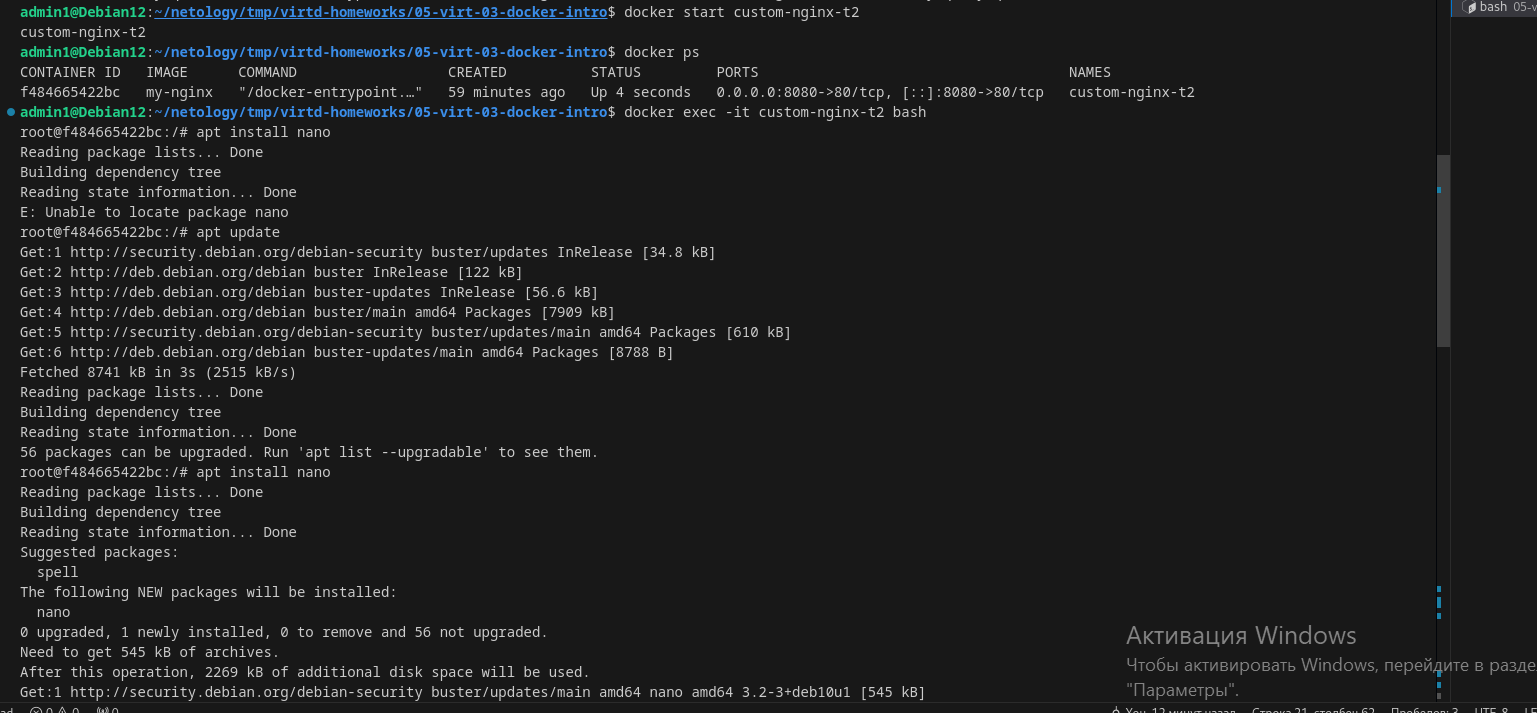 admin1@Debian12:~/netology/tmp/virtd-homeworks/05-virt-03-docker-intro$ docker start custom-nginx-t2
bash 05-v
custom-nginx-t2
admin1@Debian12:~/netology/tmp/virtd-homeworks/05-virt-03-docker-intro$ docker ps
CONTAINER ID   IMAGE      COMMAND                  CREATED          STATUS         PORTS                                     NAMES
f484665422bc   my-nginx   "/docker-entrypoint.…"   59 minutes ago   Up 4 seconds   0.0.0.0:8080->80/tcp, [::]:8080->80/tcp   custom-nginx-t2
admin1@Debian12:~/netology/tmp/virtd-homeworks/05-virt-03-docker-intro$ docker exec -it custom-nginx-t2 bash
root@f484665422bc:/# apt install nano
Reading package lists... Done
Building dependency tree
Reading state information... Done
E: Unable to locate package nano
root@f484665422bc:/# apt update
Get:1 http://security.debian.org/debian-security buster/updates InRelease [34.8 kB]
Get:2 http://deb.debian.org/debian buster InRelease [122 kB]
Get:3 http://deb.debian.org/debian buster-updates InRelease [56.6 kB]
Get:4 http://deb.debian.org/debian buster/main amd64 Packages [7909 kB]
Get:5 http://security.debian.org/debian-security buster/updates/main amd64 Packages [610 kB]
Get:6 http://deb.debian.org/debian buster-updates/main amd64 Packages [8788 B]
Fetched 8741 kB in 3s (2515 kB/s)
Reading package lists... Done
Building dependency tree
Reading state information... Done
56 packages can be upgraded. Run 'apt list --upgradable' to see them.
root@f484665422bc:/# apt install nano
Reading package lists... Done
Building dependency tree
Reading state information... Done
Suggested packages:
  spell
The following NEW packages will be installed:
  nano
0 upgraded, 1 newly installed, 0 to remove and 56 not upgraded.
Need to get 545 kB of archives.
After this operation, 2269 kB of additional disk space will be used.
Get:1 http://security.debian.org/debian-security buster/updates/main amd64 nano amd64 3.2-3+deb10u1 [545 kB]
Активация Windows
Чтобы активировать Windows, перейдите в разде
"Параметры".